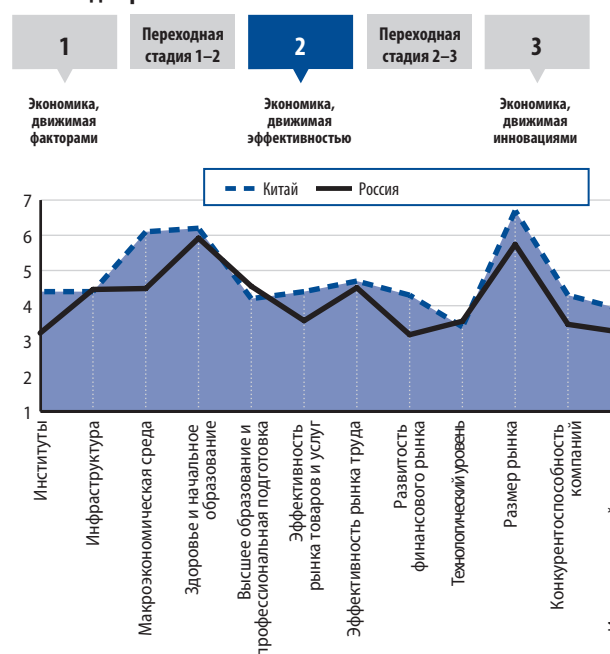 1
Переходная
стадия 1–2
2
Переходная
стадия 2–3
3
Экономика,
движимая
факторами
Экономика,
движимая
эффективностью
Экономика,
движимая
инновациями
Китай
Россия
7
6
5
4
3
2
1
Институты
Инфраструктура
Макроэкономическая среда
Здоровье и начальное
образование
Высшее образование и
профессиональная подготовка
Эффективность
рынка товаров и услуг
Эффективность рынка труда
Развитость
финансового рынка
Технологический уровень
Размер рынка
Конкурентоспособность
компаний